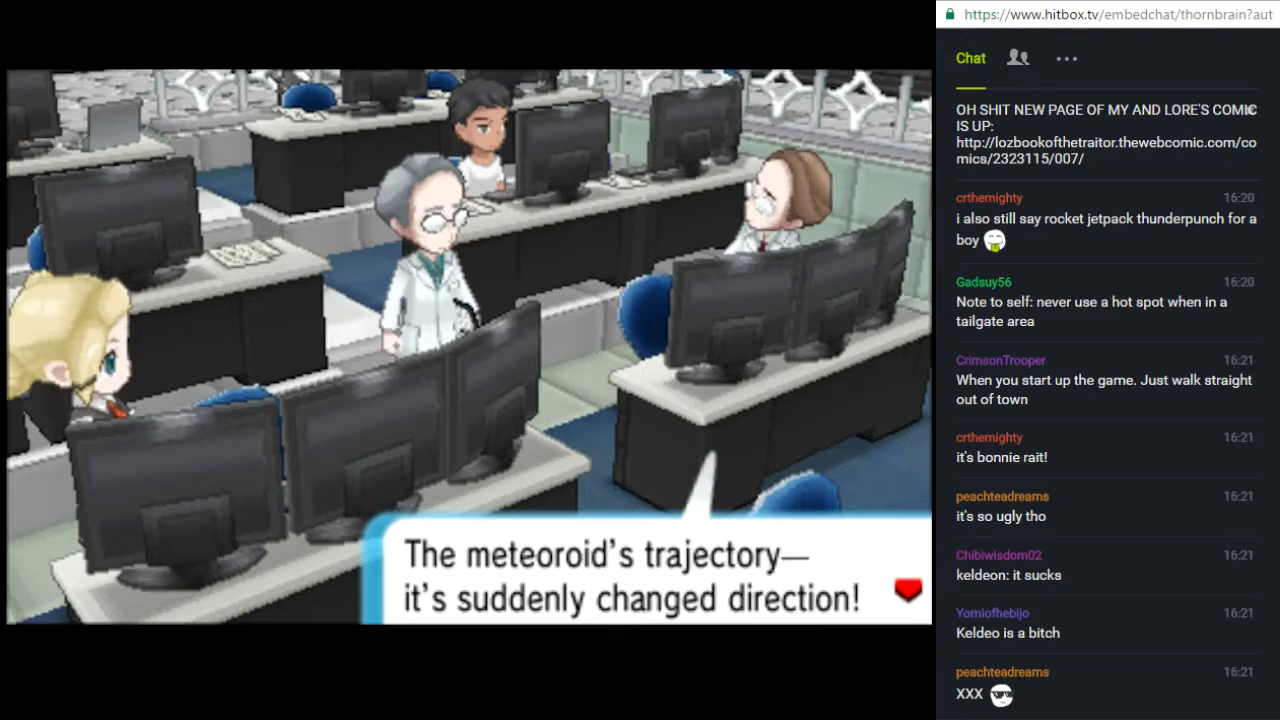 The meteoroid's trajectory—
it's suddenly changed direction!
https://www.hitbox.tv/embedchat/thornbrain?aut
Chat
OH SHIT NEW PAGE OF MY AND LORE'S COMIC
IS UP:
http://lozbookofthetraitor.thewebcomic.com/co
mics/2323115/007/
crthemighty 16:20
i also still say rocket jetpack thunderpunch for a
boy
Gadsuy56 16:20
Note to self: never use a hot spot when in a
tailgate area
CrimsonTrooper 16:21
When you start up the game. Just walk straight
out of town
crthemighty 16:21
it's bonnie rait!
peachteadreams 16:21
it's so ugly tho
Chibiwisdom02 16:21
keldeon: it sucks
Yomiofhebijo 16:21
Keldeo is a bitch
peachteadreams 16:21
XXX